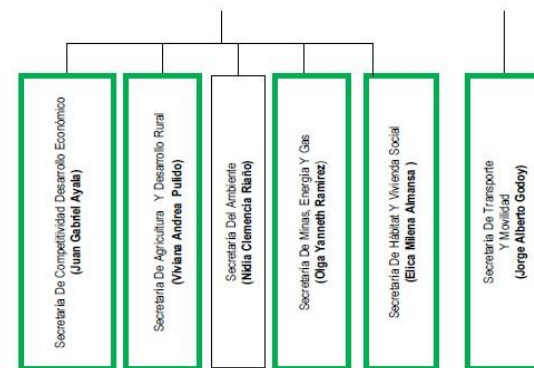 Secretaría De Competitividad Desarrollo Económico
(Juan Gabriel Ayala)
Secretaría De Agricultura Y Desarrollo Rural
(Viviana Andrea Pulido)
Secretaría Del Ambiente
(Nidia Clemencia Riaño)
Secretaría De Minas, Energía Y Gas
(Olga Yanneth Ramirez)
Secretaría De Hábitat Y Vivienda Social
(Elica Milena Almansa )
Secretaría De Transporte
Y Movilidad
(Jorge Alberto Godoy)